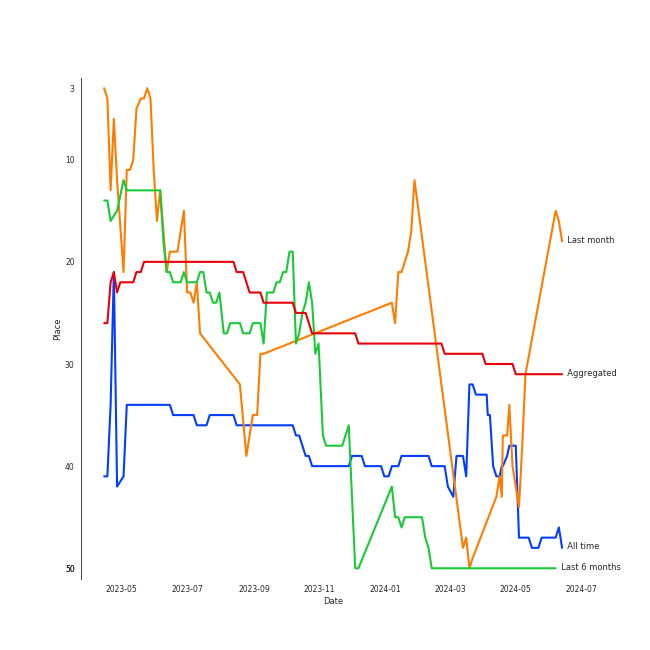 3
10
20
30
40
50
Place
Last month
Aggregated
All time
Last 6 months
2023-05
2023-07
2023-09
2023-11
2024-01
2024-03
2024-05
2024-07
Date